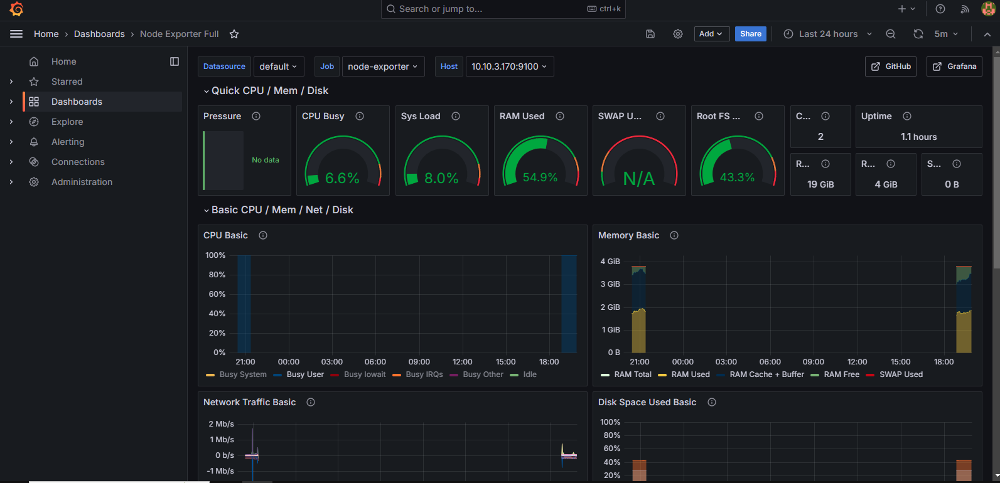 Search or jump to... ctrl+k
Home › Dashboards › Node Exporter Full
Add Share Last 24 hours 5m
Home
Starred
Dashboards
Explore
Alerting
Connections
Administration
Datasource default Job node-exporter Host 10.10.3.170:9100 GitHub Grafana
Quick CPU / Mem / Disk
Pressure
No data
CPU Busy
6.6%
Sys Load
8.0%
RAM Used
54.9%
SWAP U...
N/A
Root FS ...
43.3%
C...
2
Uptime
1.1 hours
R...
19 GiB
R...
4 GiB
S...
0 B
Basic CPU / Mem / Net / Disk
CPU Basic
100%
80%
60%
40%
20%
0%
21:00 00:00 03:00 06:00 09:00 12:00 15:00 18:00
Busy System Busy User Busy Iowait Busy IRQs Busy Other Idle
Memory Basic
4 GiB
3 GiB
2 GiB
1 GiB
0 B
21:00 00:00 03:00 06:00 09:00 12:00 15:00 18:00
RAM Total RAM Used RAM Cache + Buffer RAM Free SWAP Used
Network Traffic Basic
2 Mb/s
1 Mb/s
0 b/s
-1 Mb/s
Disk Space Used Basic
100%
80%
60%
40%
20%